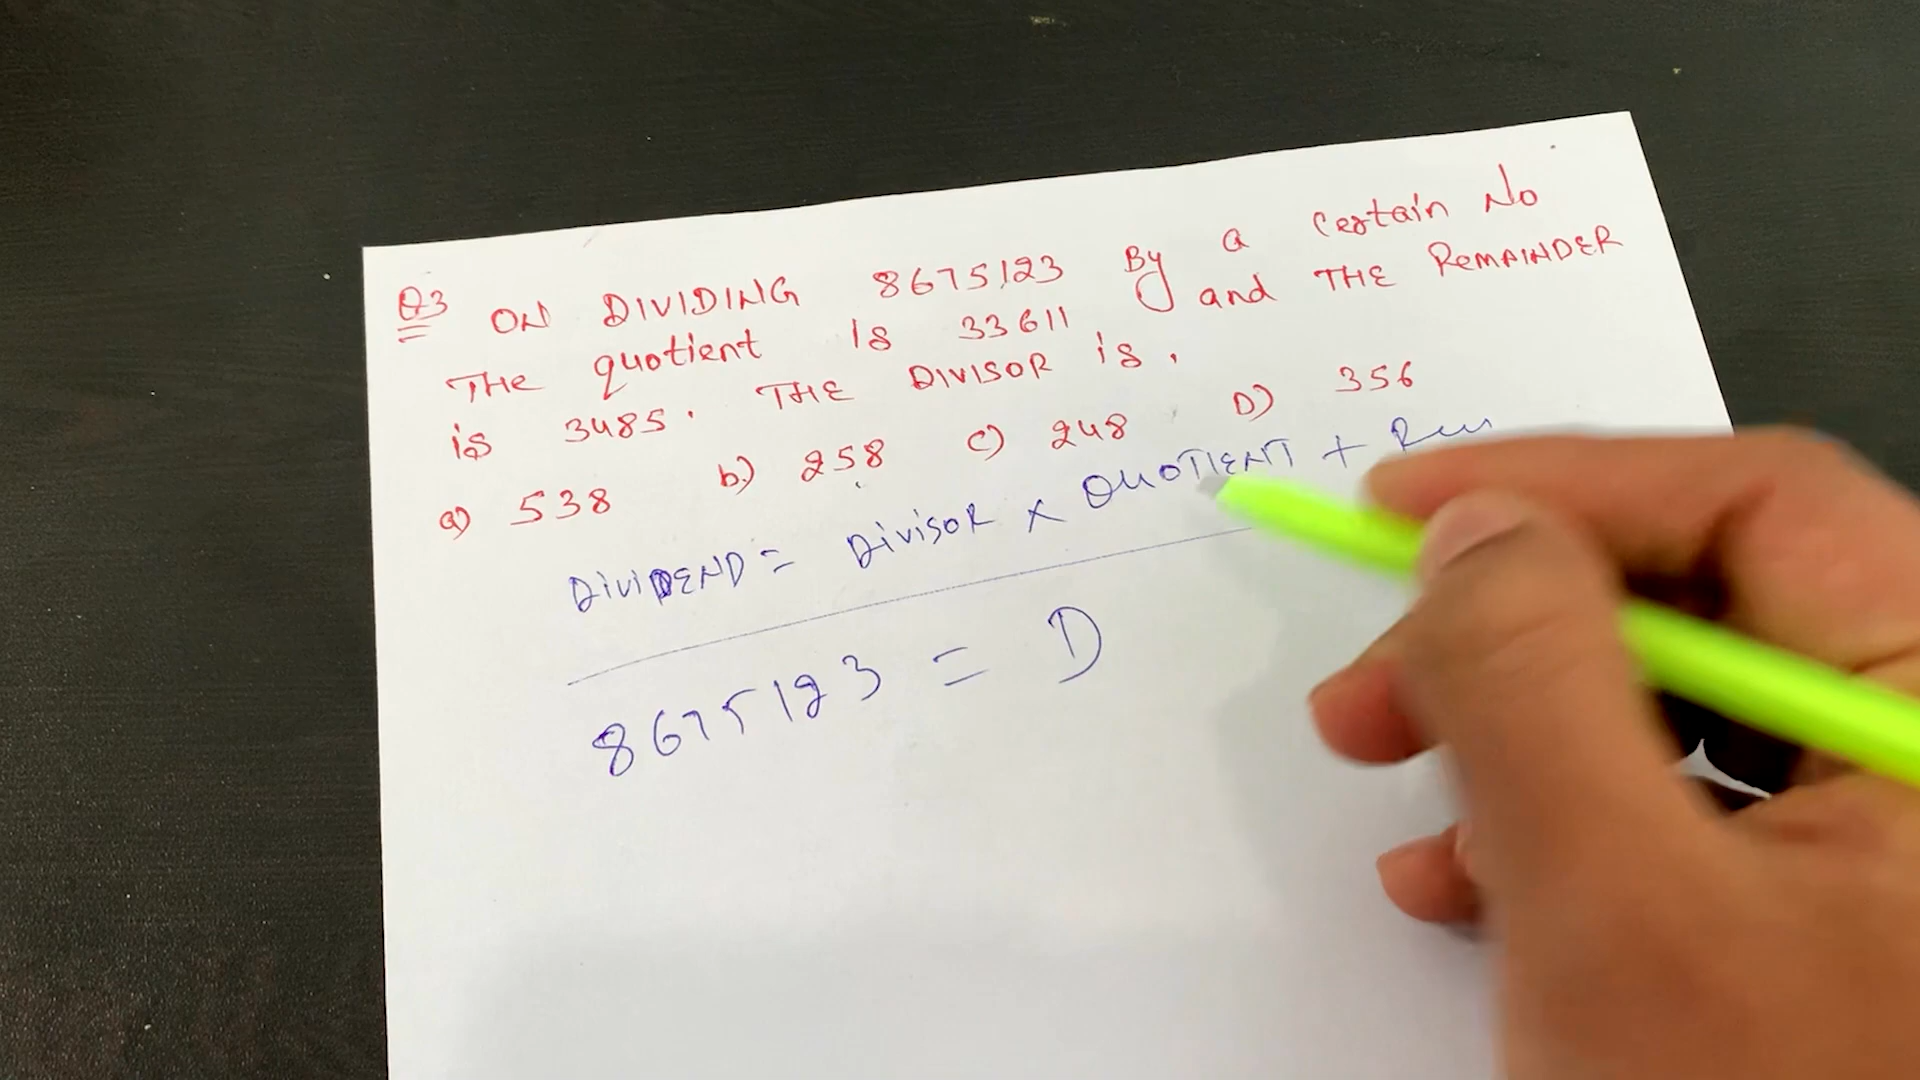 Q3 ON DIVIDING 8675123 By a certain No
THE quotient is 33611 and THE REMAINDER
is 3485. THE DIVISOR is.
a) 538 b.) 258 c) 248 D) 356
DIVIDEND = DivisoR x QUOTIENT + Rem
8675123 = D